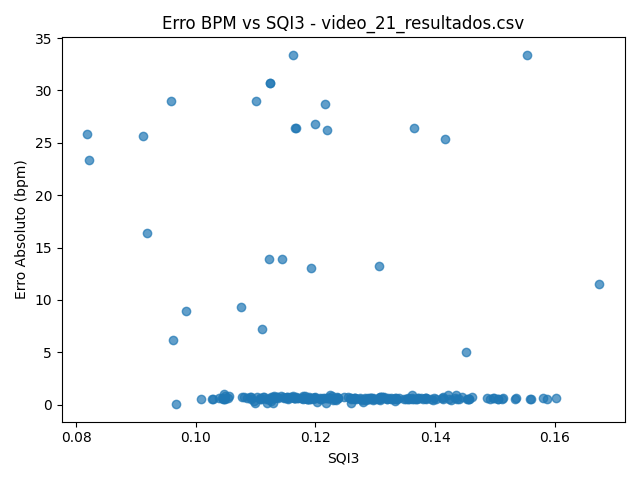 Erro BPM vs SQI3 - video_21_resultados.csv
Erro Absoluto (bpm)
35
30
25
20
15
10
5
0
0.08 0.10 0.12 0.14 0.16
SQI3